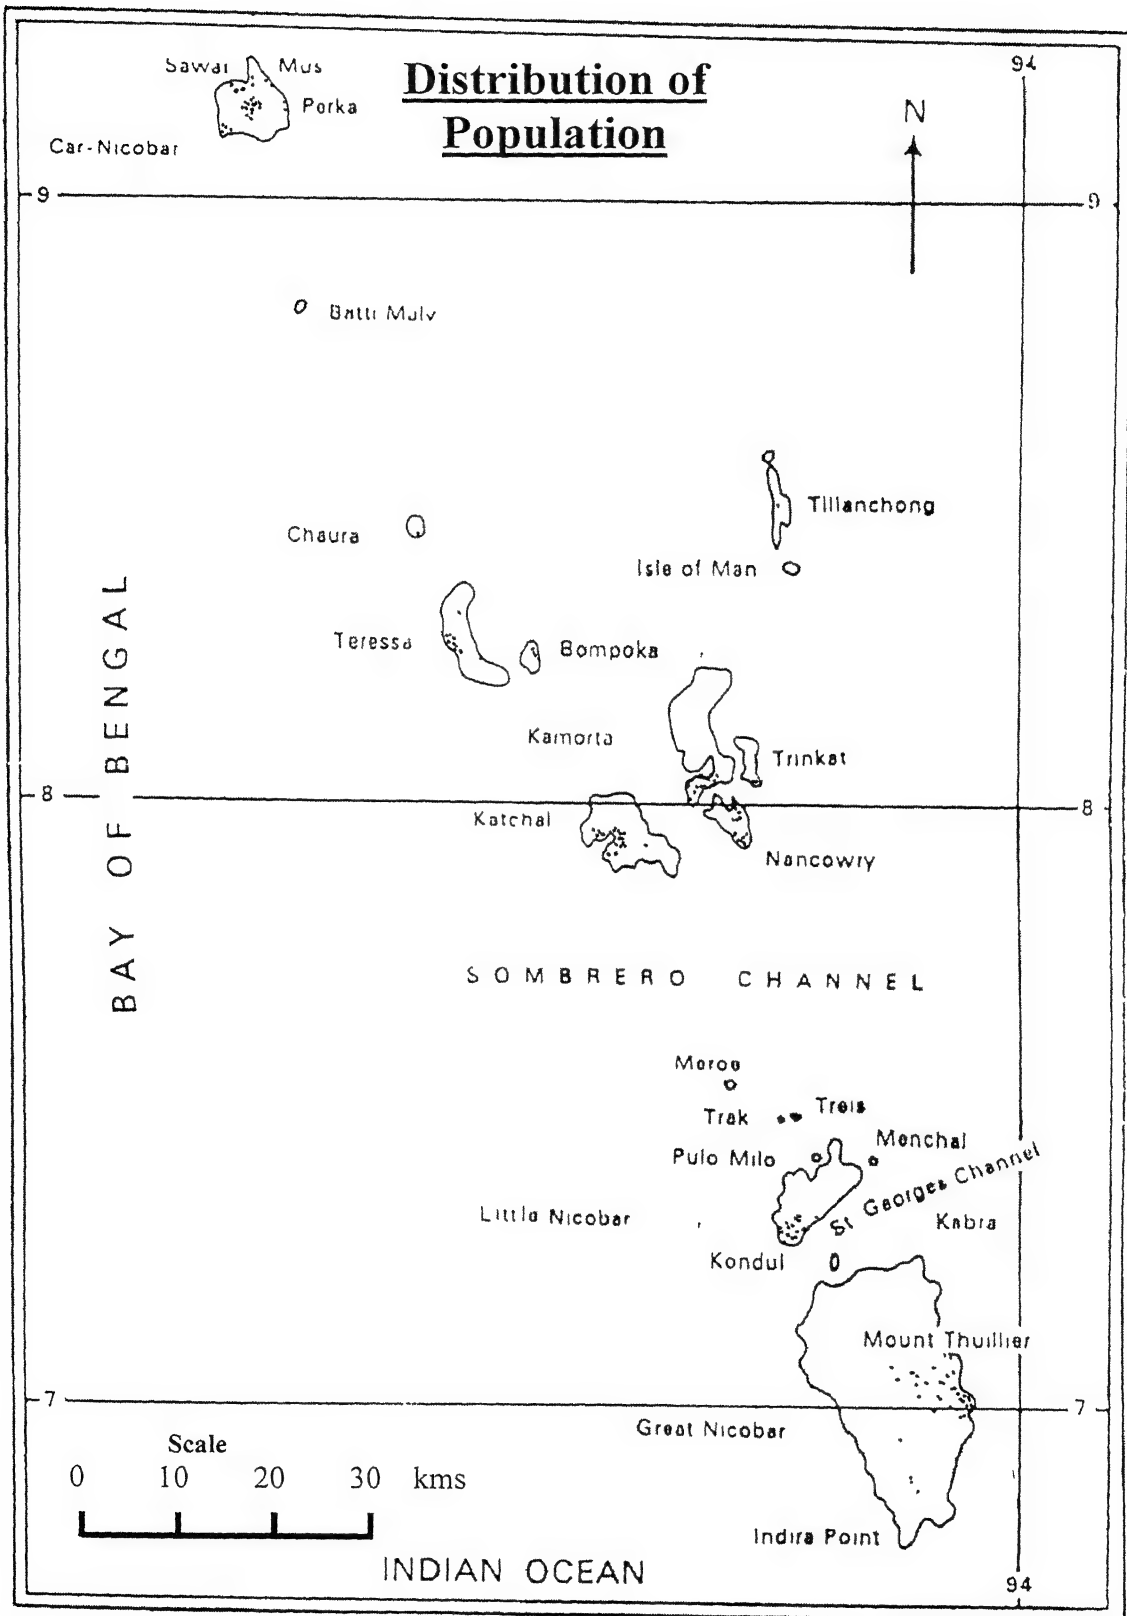 Distribution of
Population
94
N
Sawai
Mus
Perka
Car-Nicobar
9
9
Batti Malv
Tillanchong
Chaura
Isle of Man
Teressa
Bompoka
Kamorta
Trinkat
8
8
Katchal
Nancowry
BAY OF BENGAL
SOMBRERO CHANNEL
Meroe
Trak
Treis
Menchal
Pulo Milo
St Georges Channel
Little Nicobar
Kabra
Kondul
Mount Thuillier
7
7
Great Nicobar
Scale
0 10 20 30 kms
Indira Point
INDIAN OCEAN
94